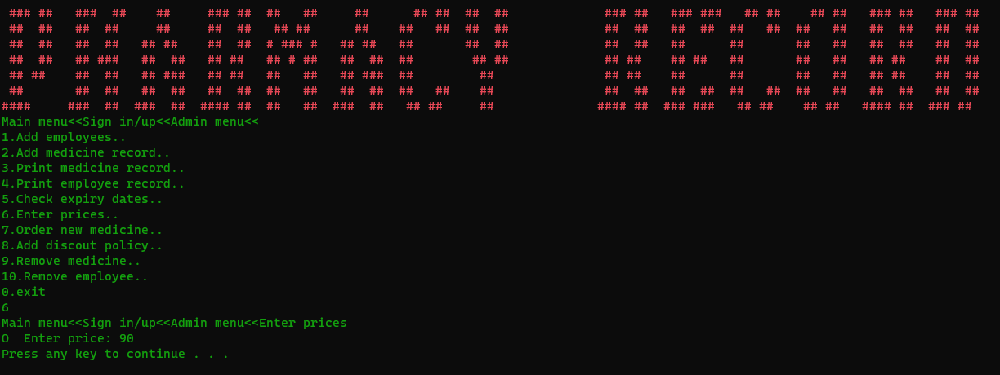 PHARMACY RECORD
Main menu<<Sign in/up<<Admin menu<<
1.Add employees..
2.Add medicine record..
3.Print medicine record..
4.Print employee record..
5.Check expiry dates..
6.Enter prices..
7.Order new medicine..
8.Add discout policy..
9.Remove medicine..
10.Remove employee..
0.exit
6
Main menu<<Sign in/up<<Admin menu<<Enter prices
O  Enter price: 90
Press any key to continue . . .